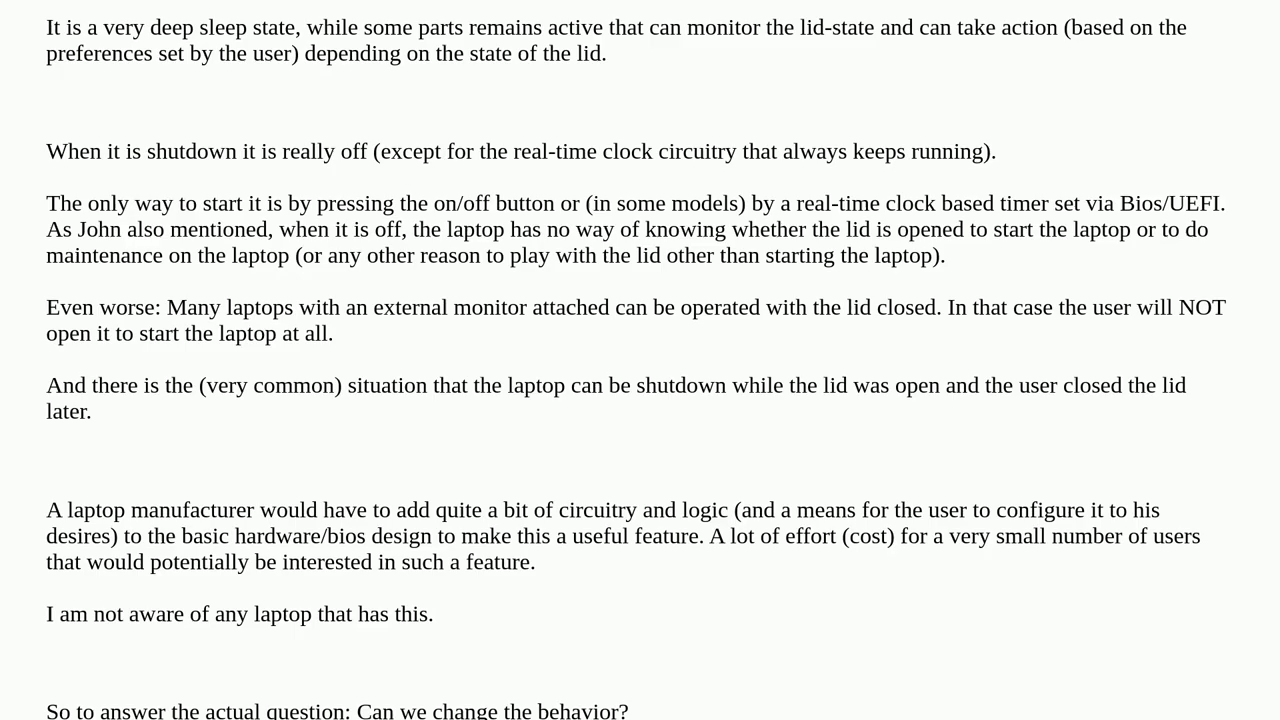 It is a very deep sleep state, while some parts remains active that can monitor the lid-state and can take action (based on the
preferences set by the user) depending on the state of the lid.
When it is shutdown it is really off (except for the real-time clock circuitry that always keeps running).
The only way to start it is by pressing the on/off button or (in some models) by a real-time clock based timer set via Bios/UEFI.
As John also mentioned, when it is off, the laptop has no way of knowing whether the lid is opened to start the laptop or to do
maintenance on the laptop (or any other reason to play with the lid other than starting the laptop).
Even worse: Many laptops with an external monitor attached can be operated with the lid closed. In that case the user will NOT
open it to start the laptop at all.
And there is the (very common) situation that the laptop can be shutdown while the lid was open and the user closed the lid
later.
A laptop manufacturer would have to add quite a bit of circuitry and logic (and a means for the user to configure it to his
desires) to the basic hardware/bios design to make this a useful feature. A lot of effort (cost) for a very small number of users
that would potentially be interested in such a feature.
I am not aware of any laptop that has this.
So to answer the actual question: Can we change the behavior?